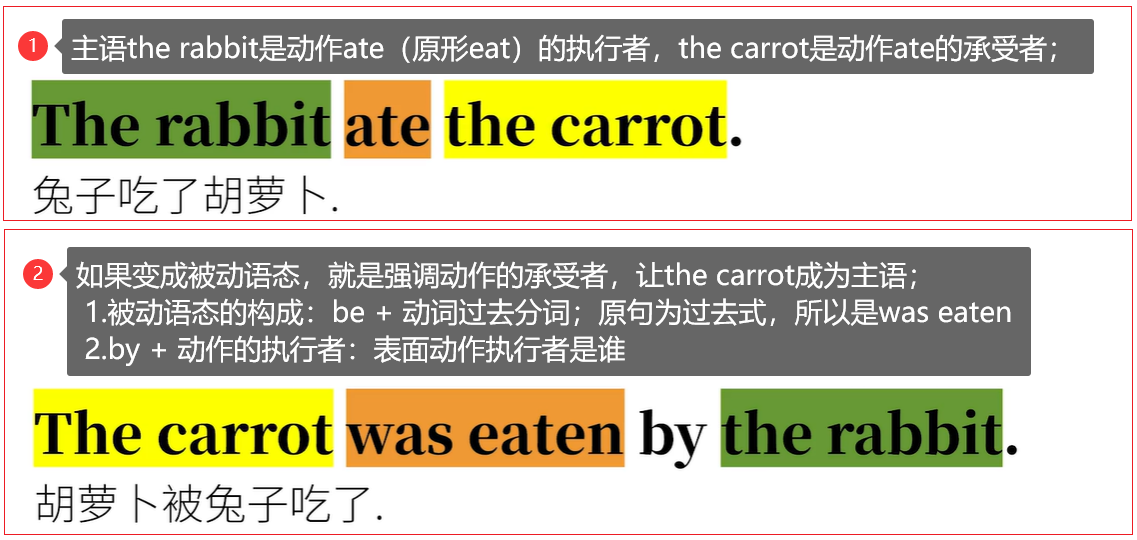 1 主语the rabbit是动作ate（原形eat）的执行者，the carrot是动作ate的承受者；
The rabbit ate the carrot.
兔子吃了胡萝卜.
2 如果变成被动语态，就是强调动作的承受者，让the carrot成为主语；
1.被动语态的构成：be + 动词过去分词；原句为过去式，所以是was eaten
2.by + 动作的执行者：表面动作执行者是谁
The carrot was eaten by the rabbit.
胡萝卜被兔子吃了.